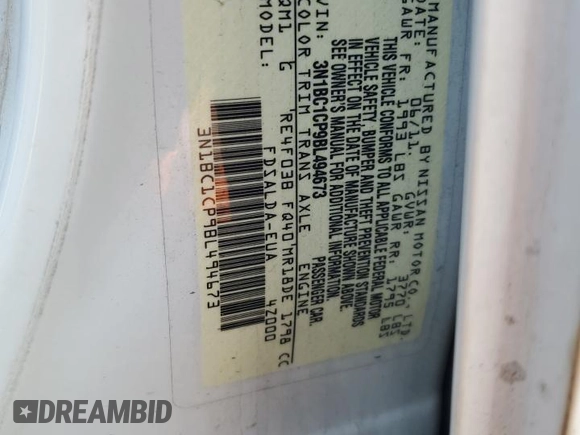 MANUFACTURED BY NISSAN MOTOR CO., LTD.
DATE: 06/11 GVWR: 3770 LBS
GAWR FR: 1993 LBS GAWR RR: 1795 LBS
THIS VEHICLE CONFORMS TO ALL APPLICABLE FEDERAL MOTOR
VEHICLE SAFETY, BUMPER AND THEFT PREVENTION STANDARDS
IN EFFECT ON THE DATE OF MANUFACTURE SHOWN ABOVE.
SEE OWNER'S MANUAL FOR ADDITIONAL INFORMATION.
VIN: 3N1BC1CP9BL494673 PASSENGER CAR
COLOR TRIM TRANS AXLE ENGINE
QM1 G RE4F03B FQ40 MR18DE 1798 CC
MODEL: FDSALDA-EUA 4Z000
3N1BC1CP9BL494673
DREAMBID